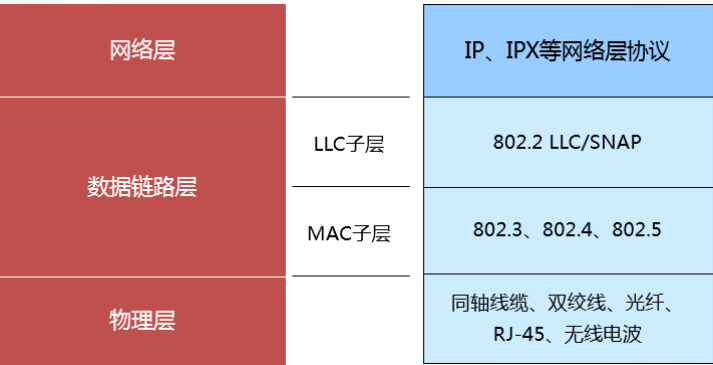 网络层
IP、IPX等网络层协议
数据链路层
LLC子层
802.2 LLC/SNAP
MAC子层
802.3、802.4、802.5
物理层
同轴线缆、双绞线、光纤、
RJ-45、无线电波